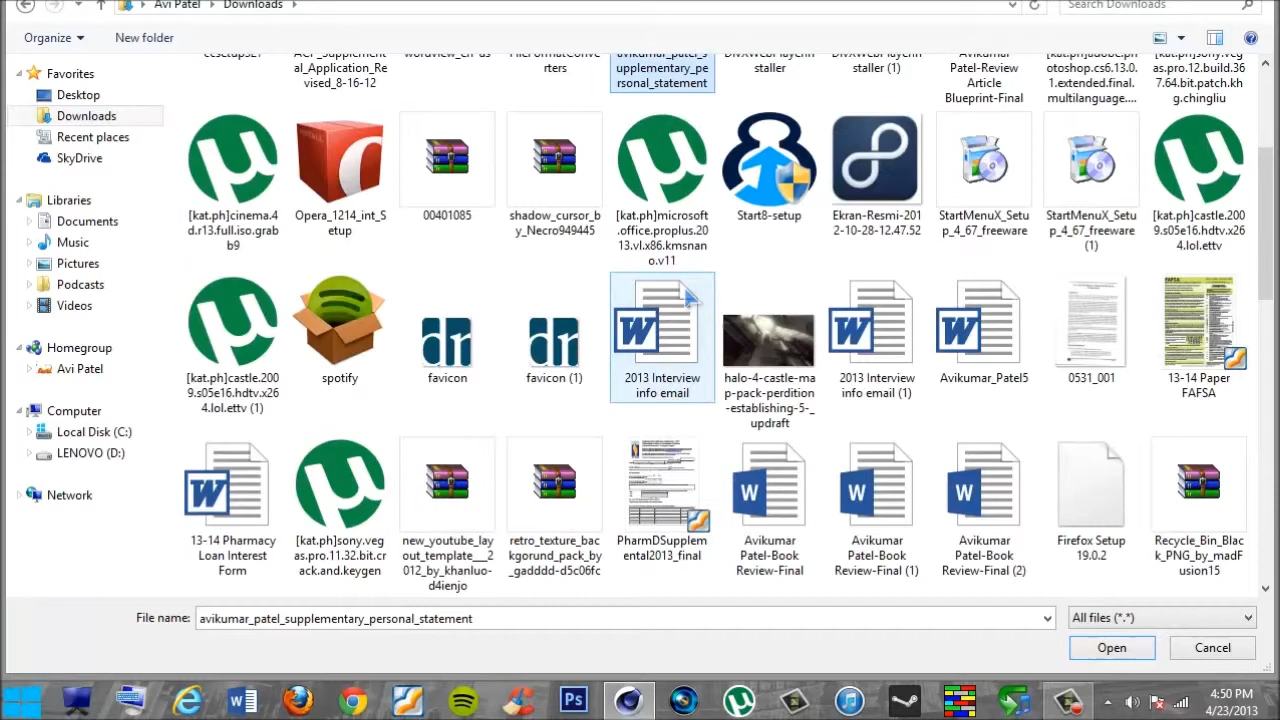 Avi Patel
Downloads
Search Downloads
Organize
New folder
ccsetup327
ACP_Supplement
al_Application_Re
vised_8-16-12
wordview_en-us
FileFormatConve
rters
avikumar_patel_s
upplementary_pe
rsonal_statement
DivXWebPlayerIn
staller
DivXWebPlayerIn
staller (1)
Avikumar
Patel-Review
Article
Blueprint-Final
[kat.ph]adobe.ph
otoshop.cs6.13.0.
1.extended.final.
multilanguage....
[kat.ph]sony.veg
as.pro.12.build.36
7.64.bit.patch.kh
g.chingliu
Favorites
Desktop
Downloads
Recent places
SkyDrive
Libraries
Documents
Music
Pictures
Podcasts
Videos
Homegroup
Avi Patel
Computer
Local Disk (C:)
LENOVO (D:)
Network
[kat.ph]cinema.4
d.r13.full.iso.grab
b9
Opera_1214_int_S
etup
00401085
shadow_cursor_b
y_Necro949445
[kat.ph]microsoft
.office.proplus.2
013.vl.x86.kmsnan
o.v11
Start8-setup
Ekran-Resmi-201
2-10-28-12.47.52
StartMenuX_Setu
p_4_67_freeware
StartMenuX_Setu
p_4_67_freeware
(1)
[kat.ph]castle.200
9.s05e16.hdtv.x26
4.lol.ettv
[kat.ph]castle.200
9.s05e16.hdtv.x26
4.lol.ettv (1)
spotify
favicon
favicon (1)
2013 Interview
info email
halo-4-castle-ma
p-pack-perdition
-establishing-5-_
updraft
2013 Interview
info email (1)
Avikumar_Patel5
0531_001
13-14 Paper
FAFSA
13-14 Pharmacy
Loan Interest
Form
[kat.ph]sony.veg
as.pro.11.32.bit.cr
ack.and.keygen
new_youtube_lay
out_template___2
012_by_khanluo-
d4ienjo
retro_texture_bac
kgorund_pack_by
_gadddd-d5c06fc
PharmDSupplem
ental2013_final
Avikumar
Patel-Book
Review-Final
Avikumar
Patel-Book
Review-Final (1)
Avikumar
Patel-Book
Review-Final (2)
Firefox Setup
19.0.2
Recycle_Bin_Blac
k_PNG_by_madF
usion15
File name:
avikumar_patel_supplementary_personal_statement
All files (*.*)
Open
Cancel
4:50 PM
4/23/2013